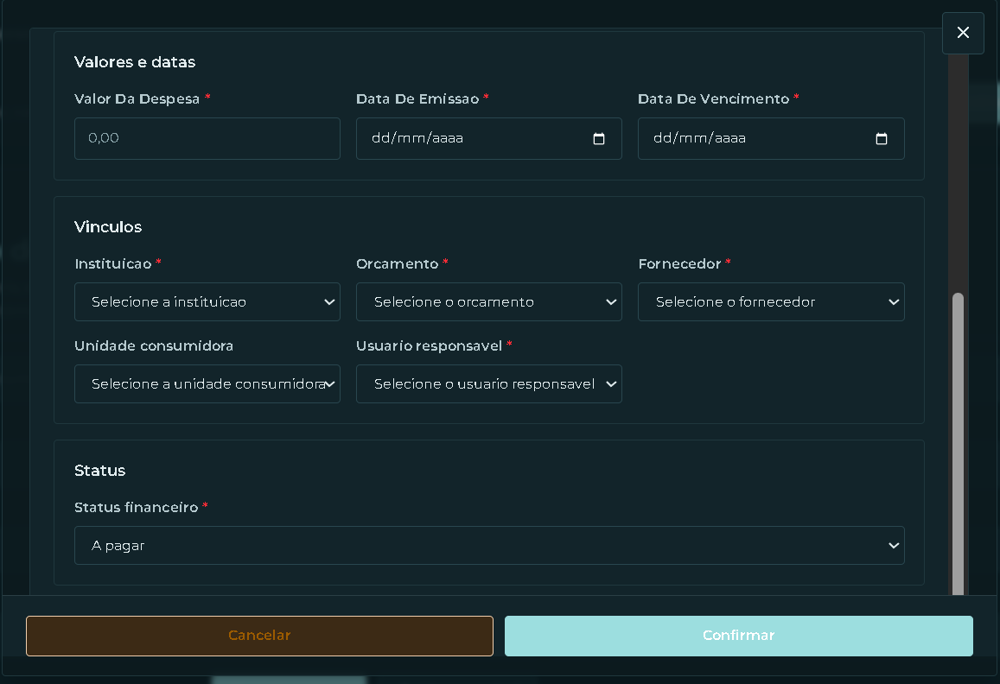 Valores e datas
Valor Da Despesa * Data De Emissao * Data De Vencimento *
0,00 dd/mm/aaaa dd/mm/aaaa
Vinculos
Instituicao * Orcamento * Fornecedor *
Selecione a instituicao Selecione o orcamento Selecione o fornecedor
Unidade consumidora Usuario responsavel *
Selecione a unidade consumidora Selecione o usuario responsavel
Status
Status financeiro *
A pagar
Cancelar Confirmar